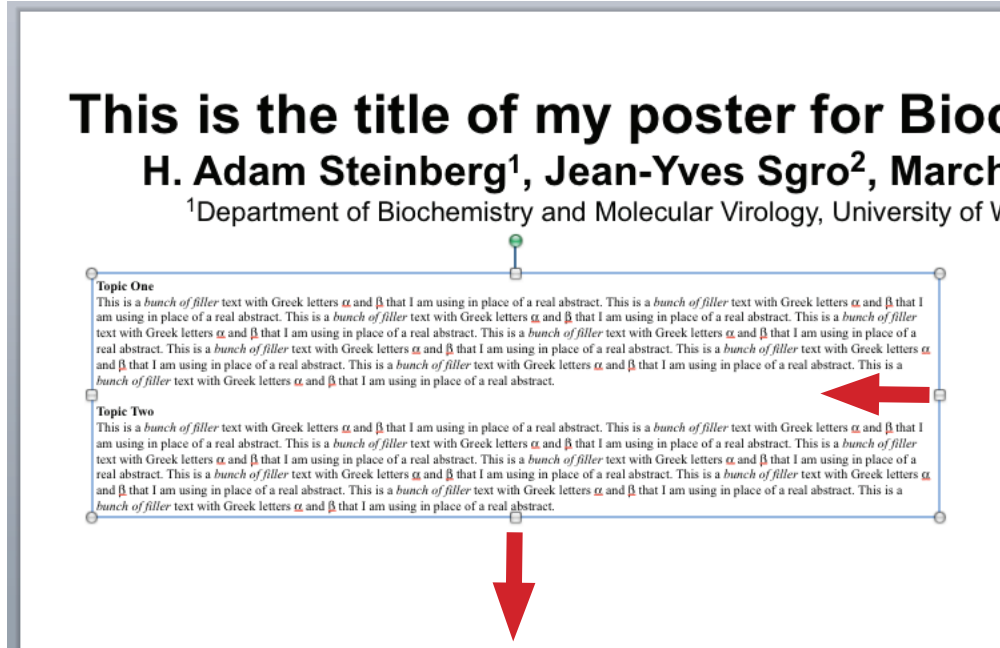 This is the title of my poster for Bioc
H. Adam Steinberg¹, Jean-Yves Sgro², March
¹Department of Biochemistry and Molecular Virology, University of W
Topic One
This is a bunch of filler text with Greek letters α and β that I am using in place of a real abstract. This is a bunch of filler text with Greek letters α and β that I
am using in place of a real abstract. This is a bunch of filler text with Greek letters α and β that I am using in place of a real abstract. This is a bunch of filler
text with Greek letters α and β that I am using in place of a real abstract. This is a bunch of filler text with Greek letters α and β that I am using in place of a
real abstract. This is a bunch of filler text with Greek letters α and β that I am using in place of a real abstract. This is a bunch of filler text with Greek letters α
and β that I am using in place of a real abstract. This is a bunch of filler text with Greek letters α and β that I am using in place of a real abstract. This is a
bunch of filler text with Greek letters α and β that I am using in place of a real abstract.
Topic Two
This is a bunch of filler text with Greek letters α and β that I am using in place of a real abstract. This is a bunch of filler text with Greek letters α and β that I
am using in place of a real abstract. This is a bunch of filler text with Greek letters α and β that I am using in place of a real abstract. This is a bunch of filler
text with Greek letters α and β that I am using in place of a real abstract. This is a bunch of filler text with Greek letters α and β that I am using in place of a
real abstract. This is a bunch of filler text with Greek letters α and β that I am using in place of a real abstract. This is a bunch of filler text with Greek letters α
and β that I am using in place of a real abstract. This is a bunch of filler text with Greek letters α and β that I am using in place of a real abstract. This is a
bunch of filler text with Greek letters α and β that I am using in place of a real abstract.